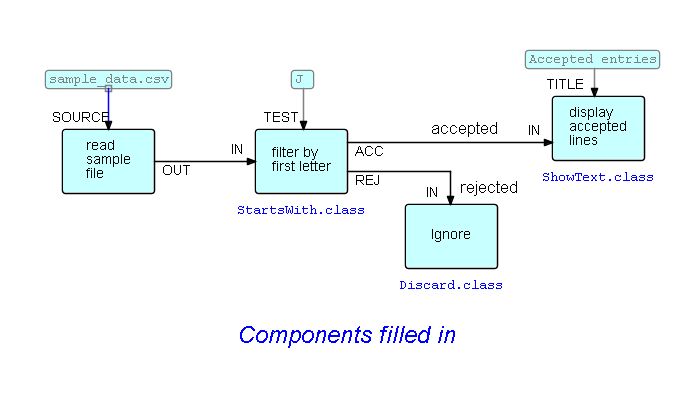 Accepted entries
sample_data.csv
J
TITLE
SOURCE
TEST
display
accepted
lines
accepted
IN
read
sample
file
OUT
IN
filter by
first letter
ACC
REJ
IN
rejected
ShowText.class
StartsWith.class
Ignore
Discard.class
Components filled in